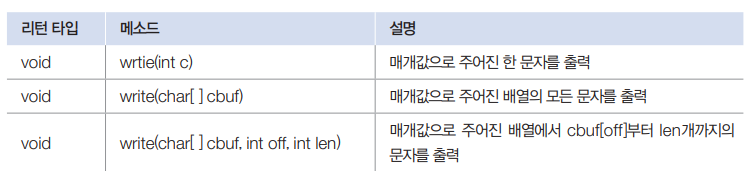 리턴 타입 메소드 설명
void wrtie(int c) 매개값으로 주어진 한 문자를 출력
void write(char[ ] cbuf) 매개값으로 주어진 배열의 모든 문자를 출력
void write(char[ ] cbuf, int off, int len) 매개값으로 주어진 배열에서 cbuf[off]부터 len개까지의
문자를 출력